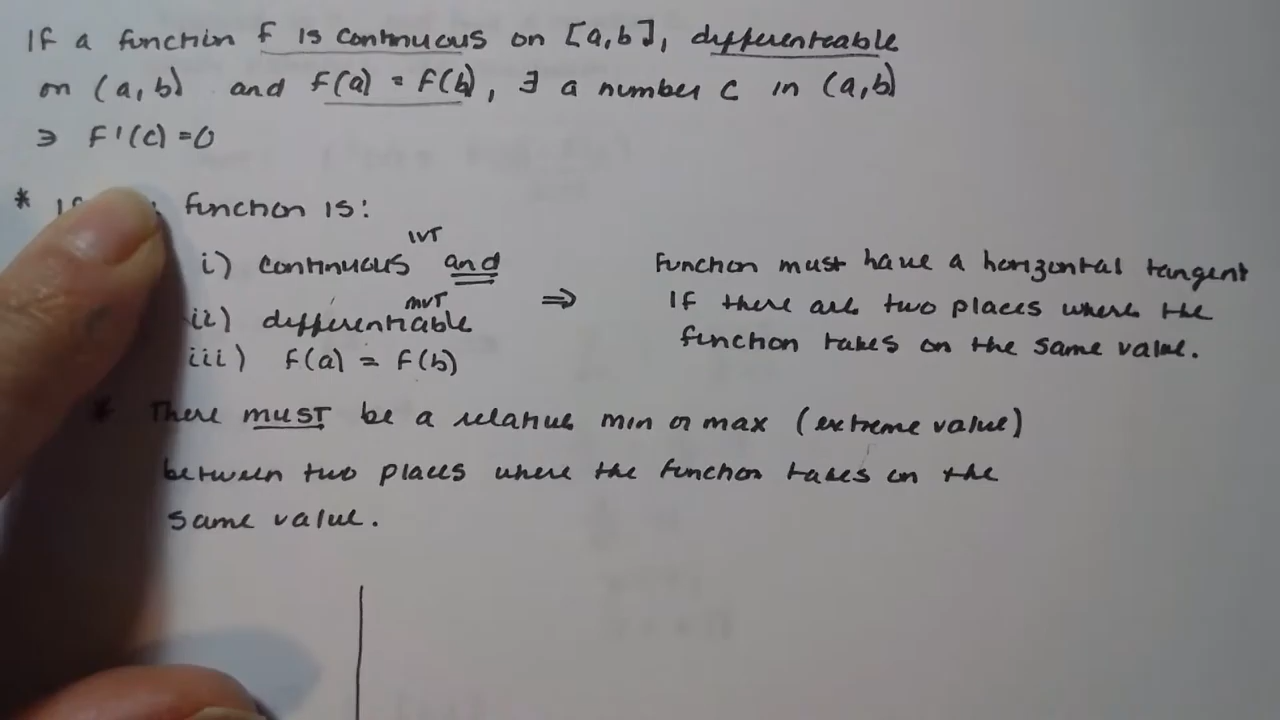 If a function f is continuous on [a,b], differenteable
on (a,b) and f(a) = f(b), ∃ a number c in (a,b)
∋ f'(c) = 0
* If function is:
IVT
i) continuous and
MVT
ii) differentiable
iii) f(a) = f(b)
⇒
Function must have a horizontal tangent
If there are two places where the
function takes on the same value.
* There must be a relative min or max (extreme value)
between two places where the function takes on the
same value.